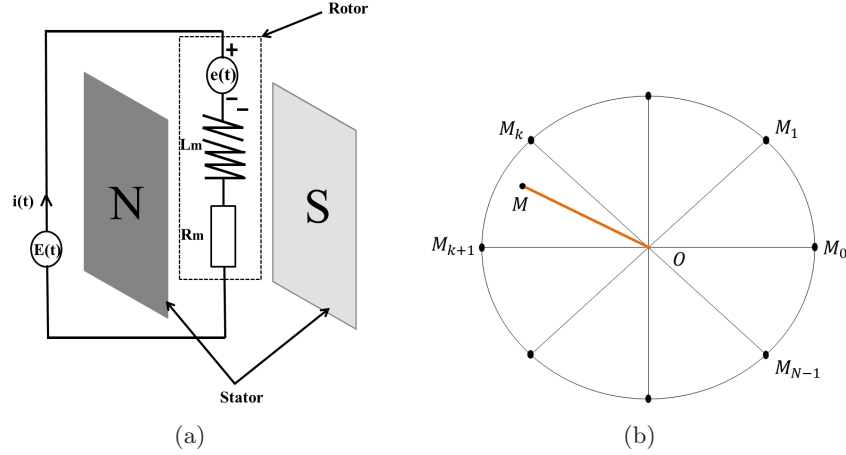 Rotor
+
e(t)
−
−
Lm
Rm
N
S
i(t)
E(t)
Stator
(a)
M_k
M_1
M
M_{k+1}
O
M_0
M_{N−1}
(b)